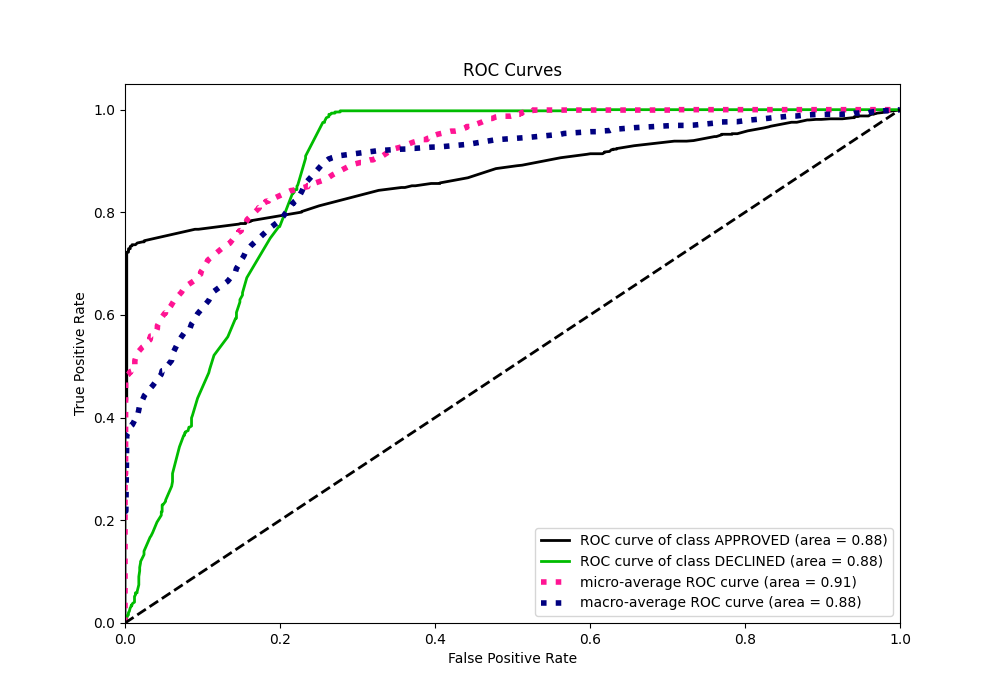 ROC Curves
1.0
0.8
0.6
0.4
0.2
0.0
True Positive Rate
ROC curve of class APPROVED (area = 0.88)
ROC curve of class DECLINED (area = 0.88)
micro-average ROC curve (area = 0.91)
macro-average ROC curve (area = 0.88)
0.0 0.2 0.4 0.6 0.8 1.0
False Positive Rate